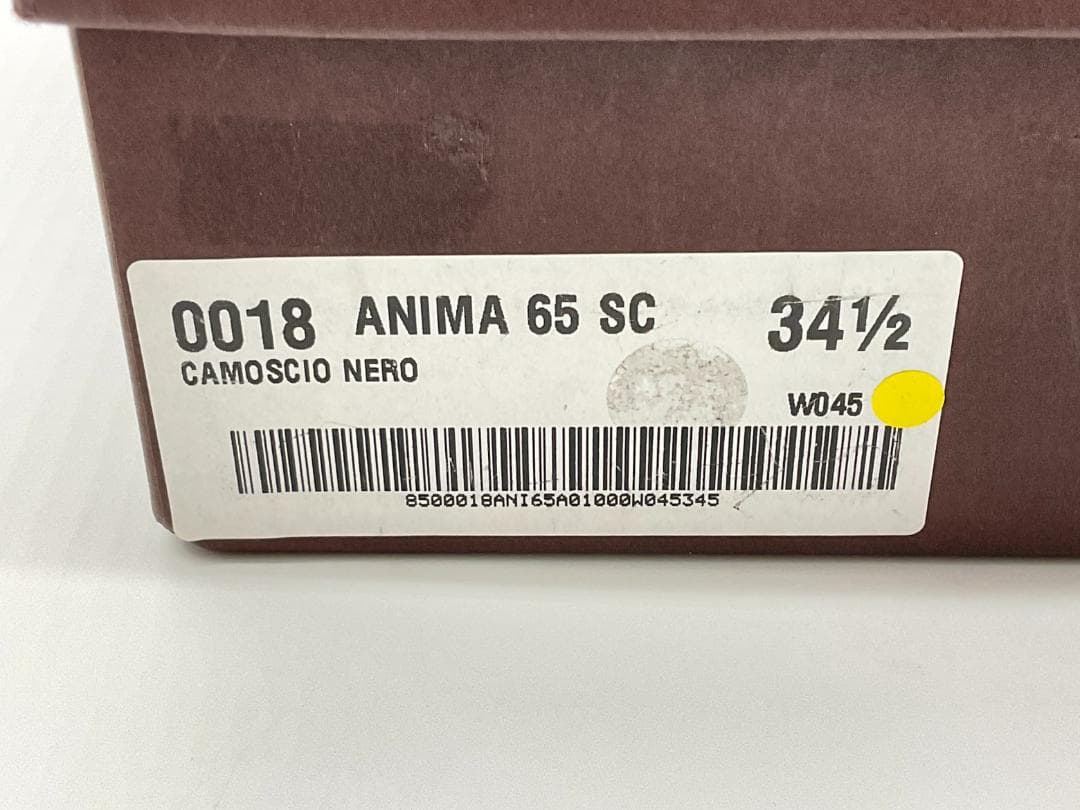 0018 ANIMA 65 SC 34½
CAMOSCIO NERO
W045
8500018ANI65A01000W045345